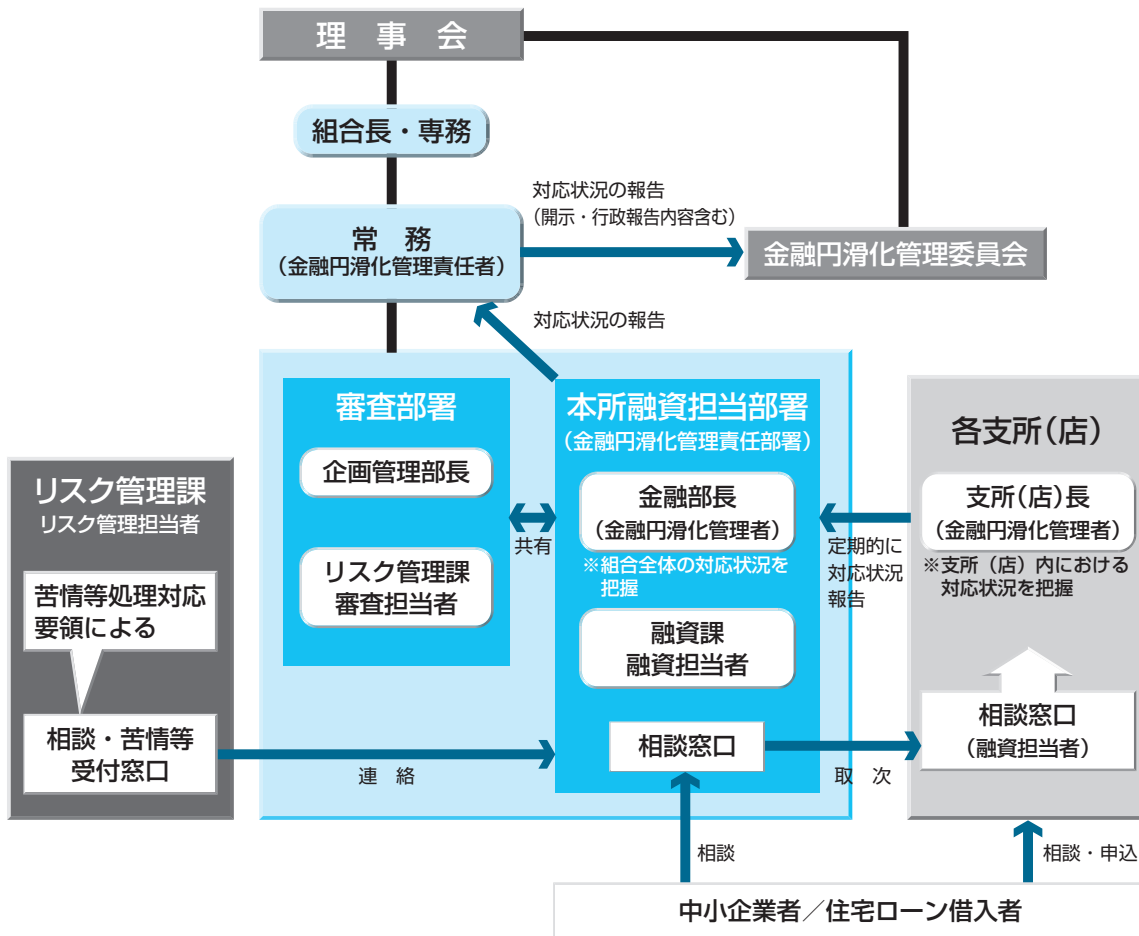 理 事 会
組合長・専務
対応状況の報告
（開示・行政報告内容含む）
常 務
（金融円滑化管理責任者）
金融円滑化管理委員会
対応状況の報告
審査部署
企画管理部長
リスク管理課
審査担当者
共有
本所融資担当部署
（金融円滑化管理責任部署）
金融部長
（金融円滑化管理者）
※組合全体の対応状況を
把握
融資課
融資担当者
相談窓口
定期的に
対応状況
報告
各支所（店）
支所（店）長
（金融円滑化管理者）
※支所（店）内における
対応状況を把握
相談窓口
（融資担当者）
リスク管理課
リスク管理担当者
苦情等処理対応
要領による
相談・苦情等
受付窓口
連 絡
取 次
相談
相談・申込
中小企業者／住宅ローン借入者